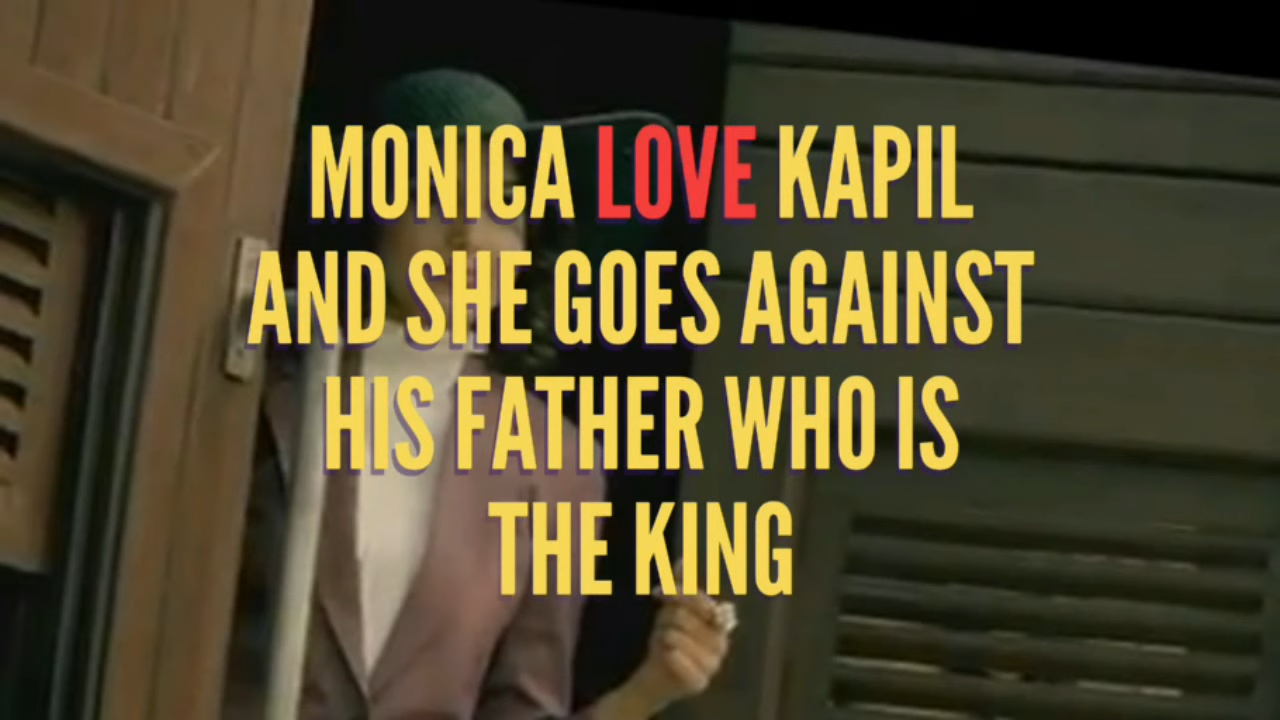 MONICA LOVE KAPIL
AND SHE GOES AGAINST
HIS FATHER WHO IS
THE KING